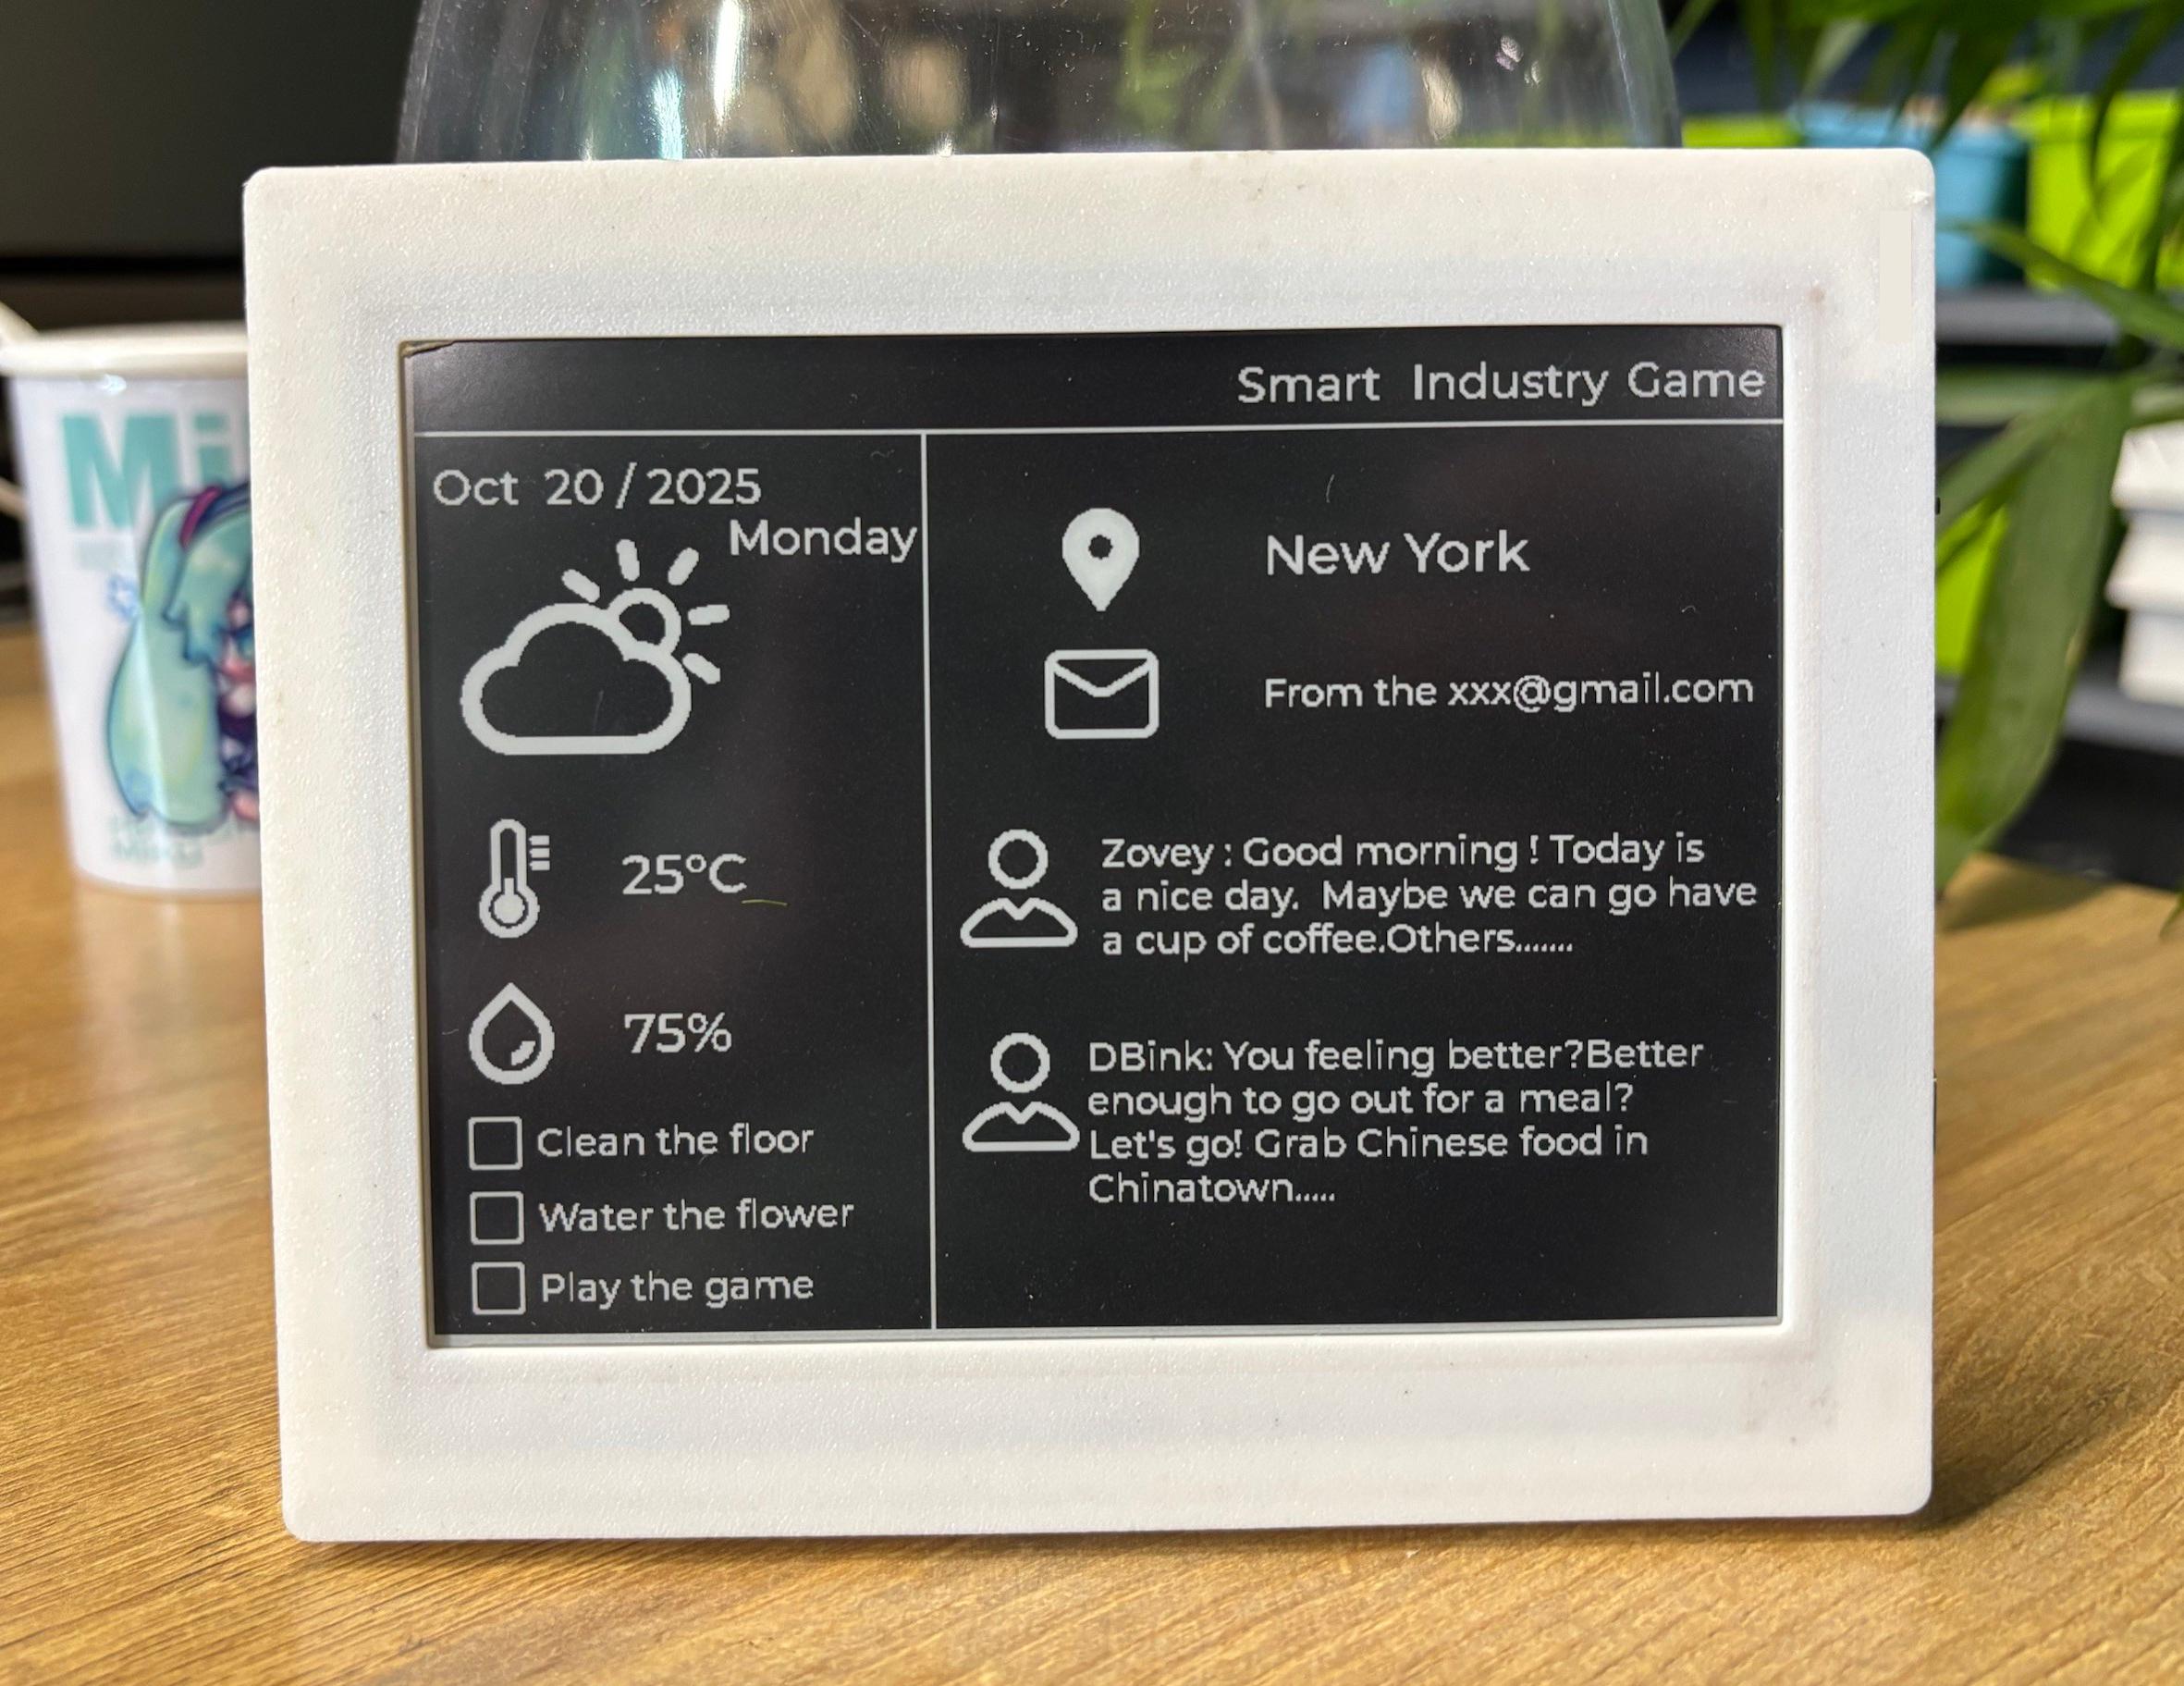 Smart Industry Game
Oct 20 / 2025
Monday
25°C
75%
Clean the floor
Water the flower
Play the game
New York
From the xxx@gmail.com
Zovey : Good morning ! Today is
a nice day. Maybe we can go have
a cup of coffee.Others.......
DBink: You feeling better?Better
enough to go out for a meal?
Let's go! Grab Chinese food in
Chinatown.....
Mi